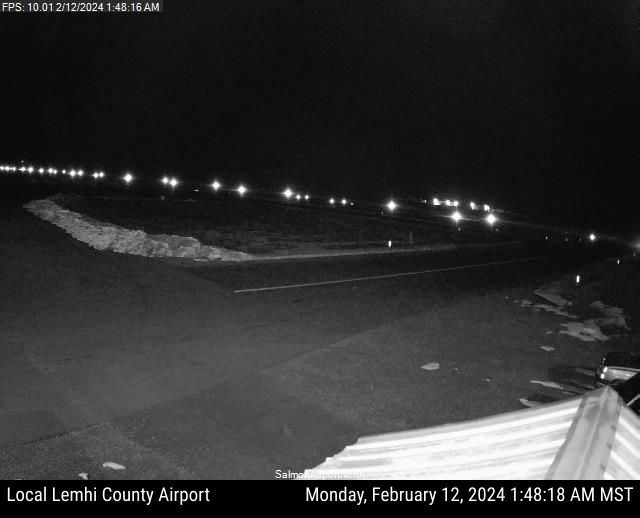 FPS: 10.01 2/12/2024 1:48:16 AM
Local Lemhi County Airport
Monday, February 12, 2024 1:48:18 AM MST